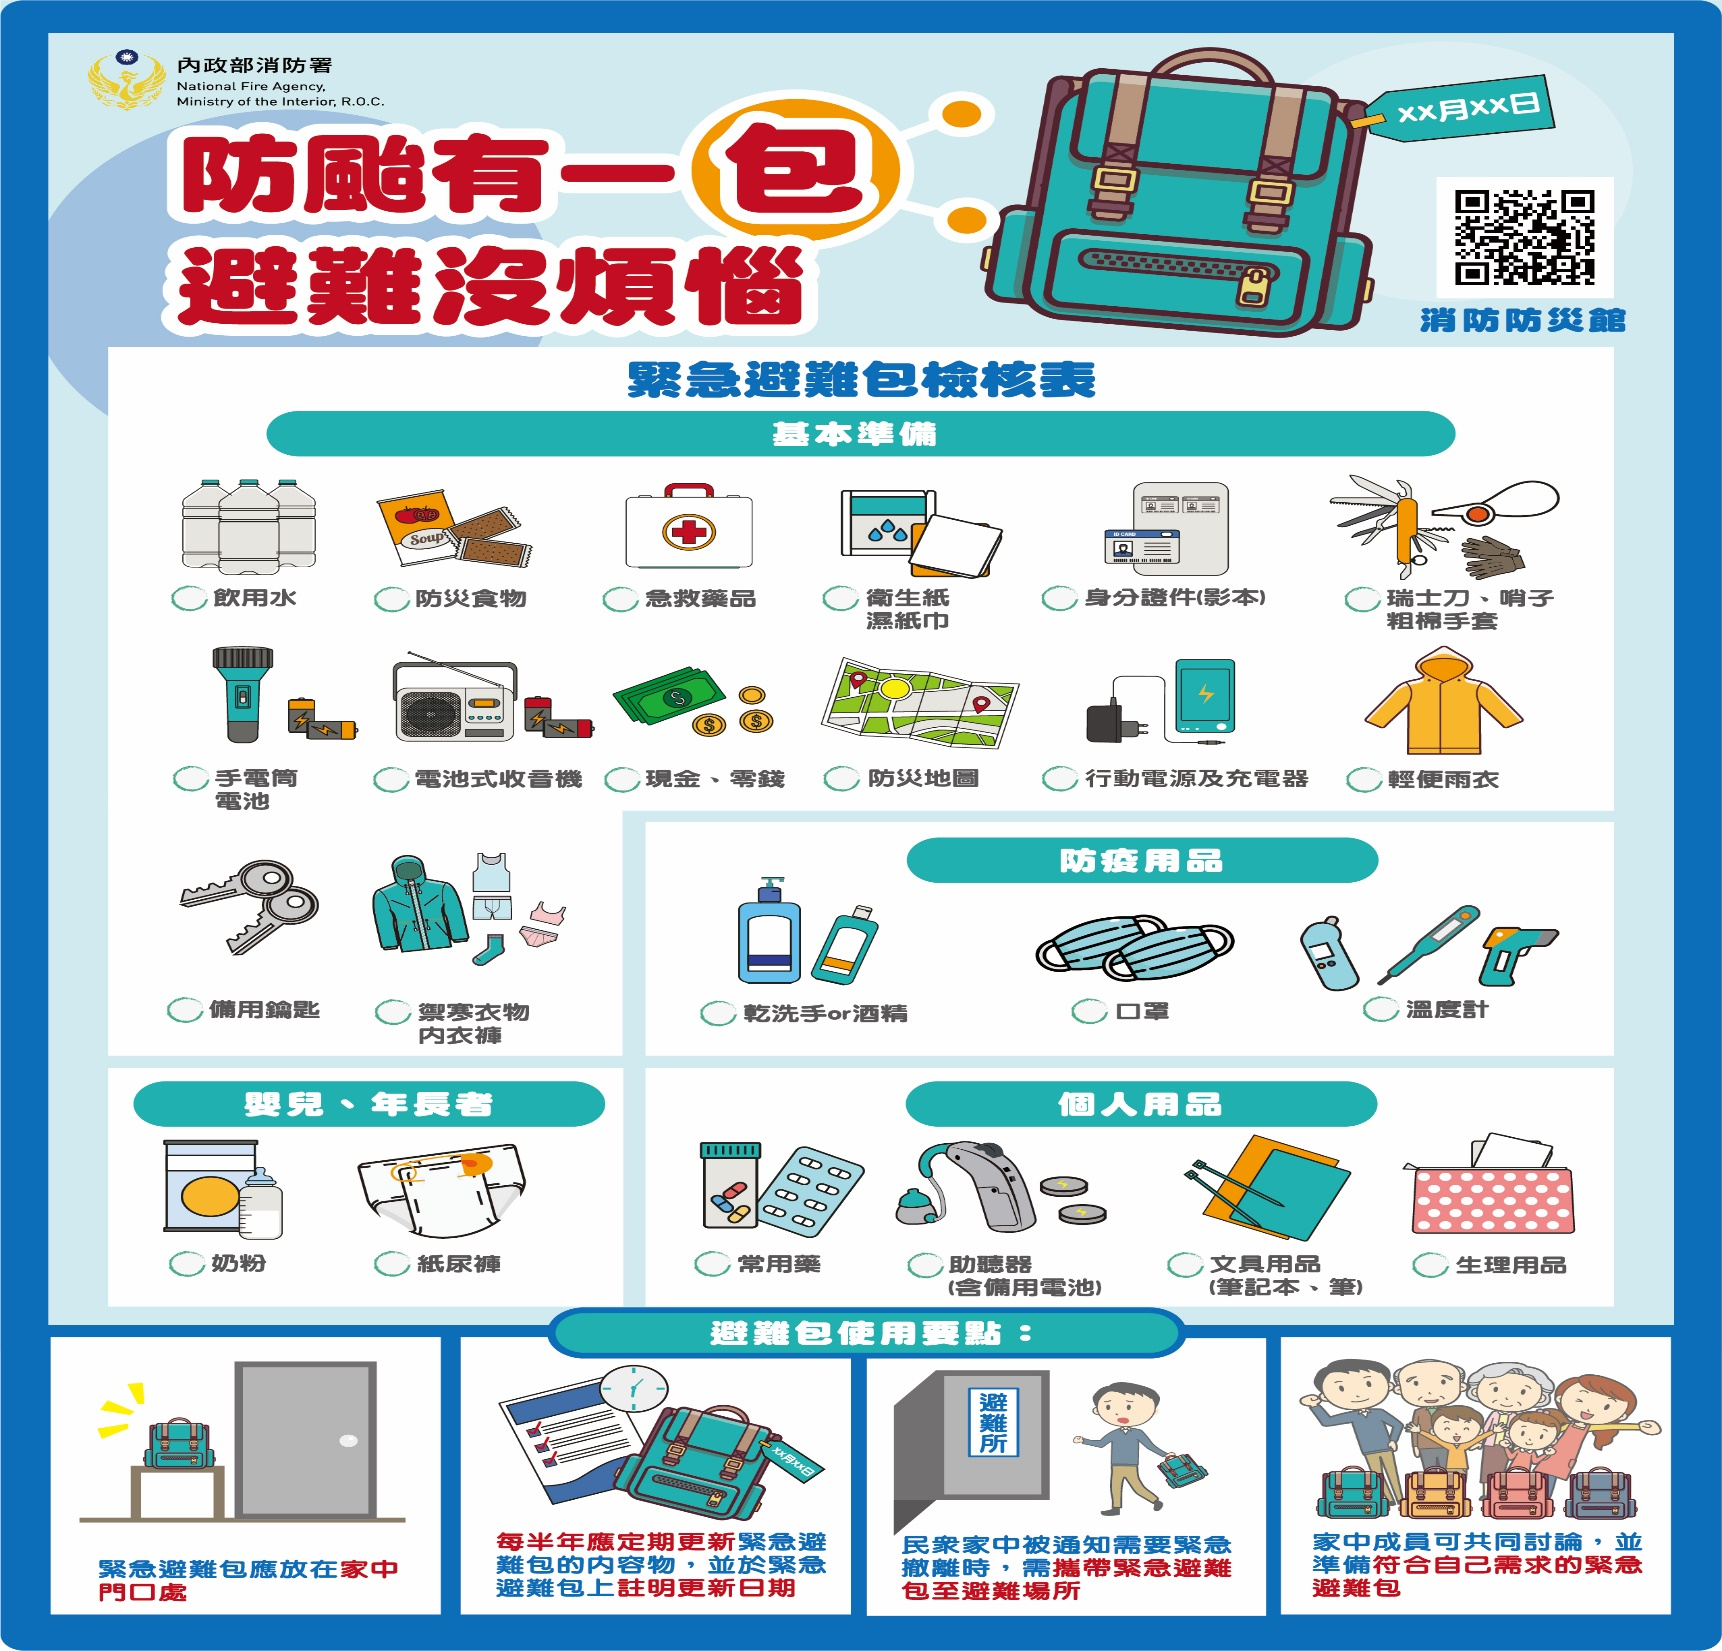 內政部消防署
National Fire Agency,
Ministry of the Interior, R.O.C.
防颱有一包
避難沒煩惱
xx月xx日
消防防災館
緊急避難包檢核表
基本準備
Soup
ID CARD
飲用水
防災食物
急救藥品
衛生紙
濕紙巾
身分證件(影本)
瑞士刀、哨子
粗棉手套
手電筒
電池
電池式收音機
現金、零錢
防災地圖
行動電源及充電器
輕便雨衣
備用鑰匙
禦寒衣物
內衣褲
防疫用品
乾洗手or酒精
口罩
溫度計
嬰兒、年長者
奶粉
紙尿褲
個人用品
常用藥
助聽器
(含備用電池)
文具用品
(筆記本、筆)
生理用品
避難包使用要點：
緊急避難包應放在家中
門口處
xx月xx日
每半年應定期更新緊急避
難包的內容物，並於緊急
避難包上註明更新日期
避難所
民眾家中被通知需要緊急
撤離時，需攜帶緊急避難
包至避難場所
家中成員可共同討論，並
準備符合自己需求的緊急
避難包